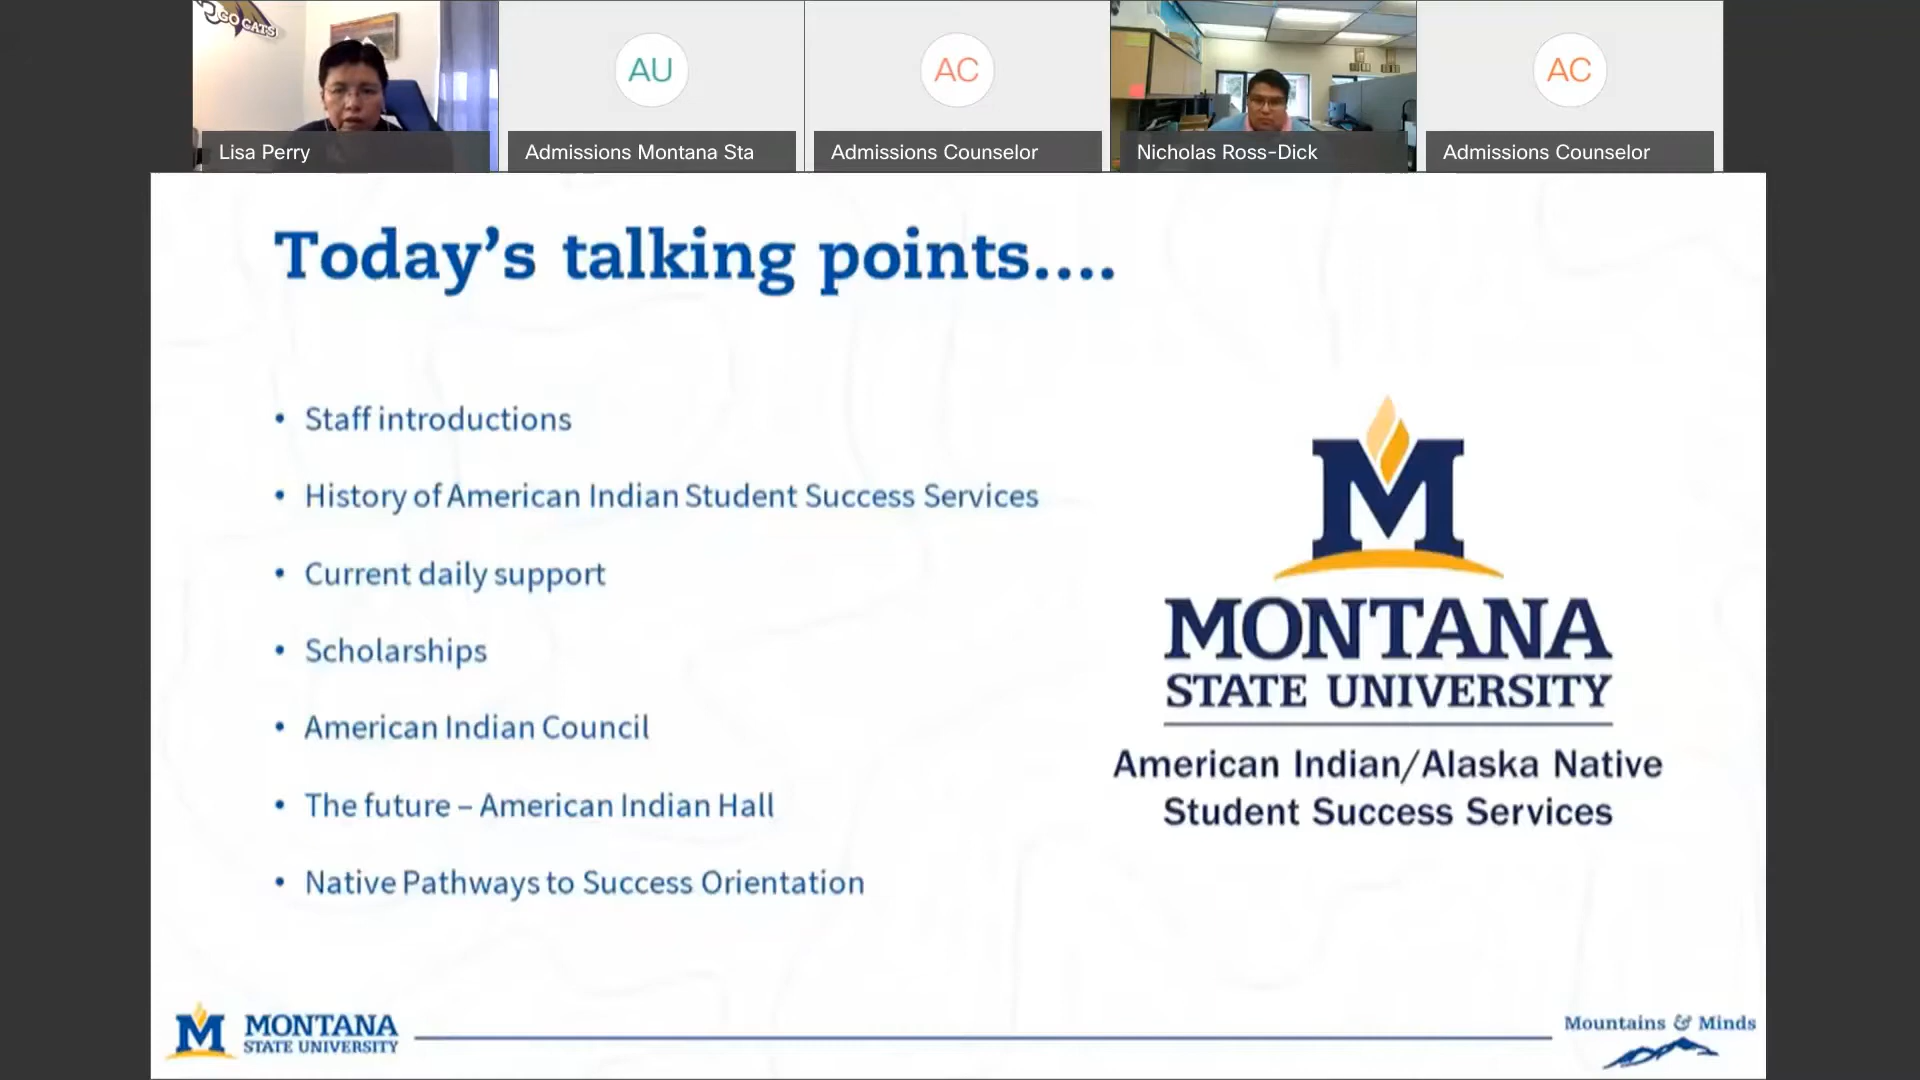 GO CATS!
AU
AC
AC
Lisa Perry
Admissions Montana Sta
Admissions Counselor
Nicholas Ross-Dick
Admissions Counselor
Today's talking points....
• Staff introductions
• History of American Indian Student Success Services
• Current daily support
• Scholarships
• American Indian Council
• The future – American Indian Hall
• Native Pathways to Success Orientation
M
MONTANA
STATE UNIVERSITY
American Indian/Alaska Native
Student Success Services
M
MONTANA
STATE UNIVERSITY
Mountains & Minds